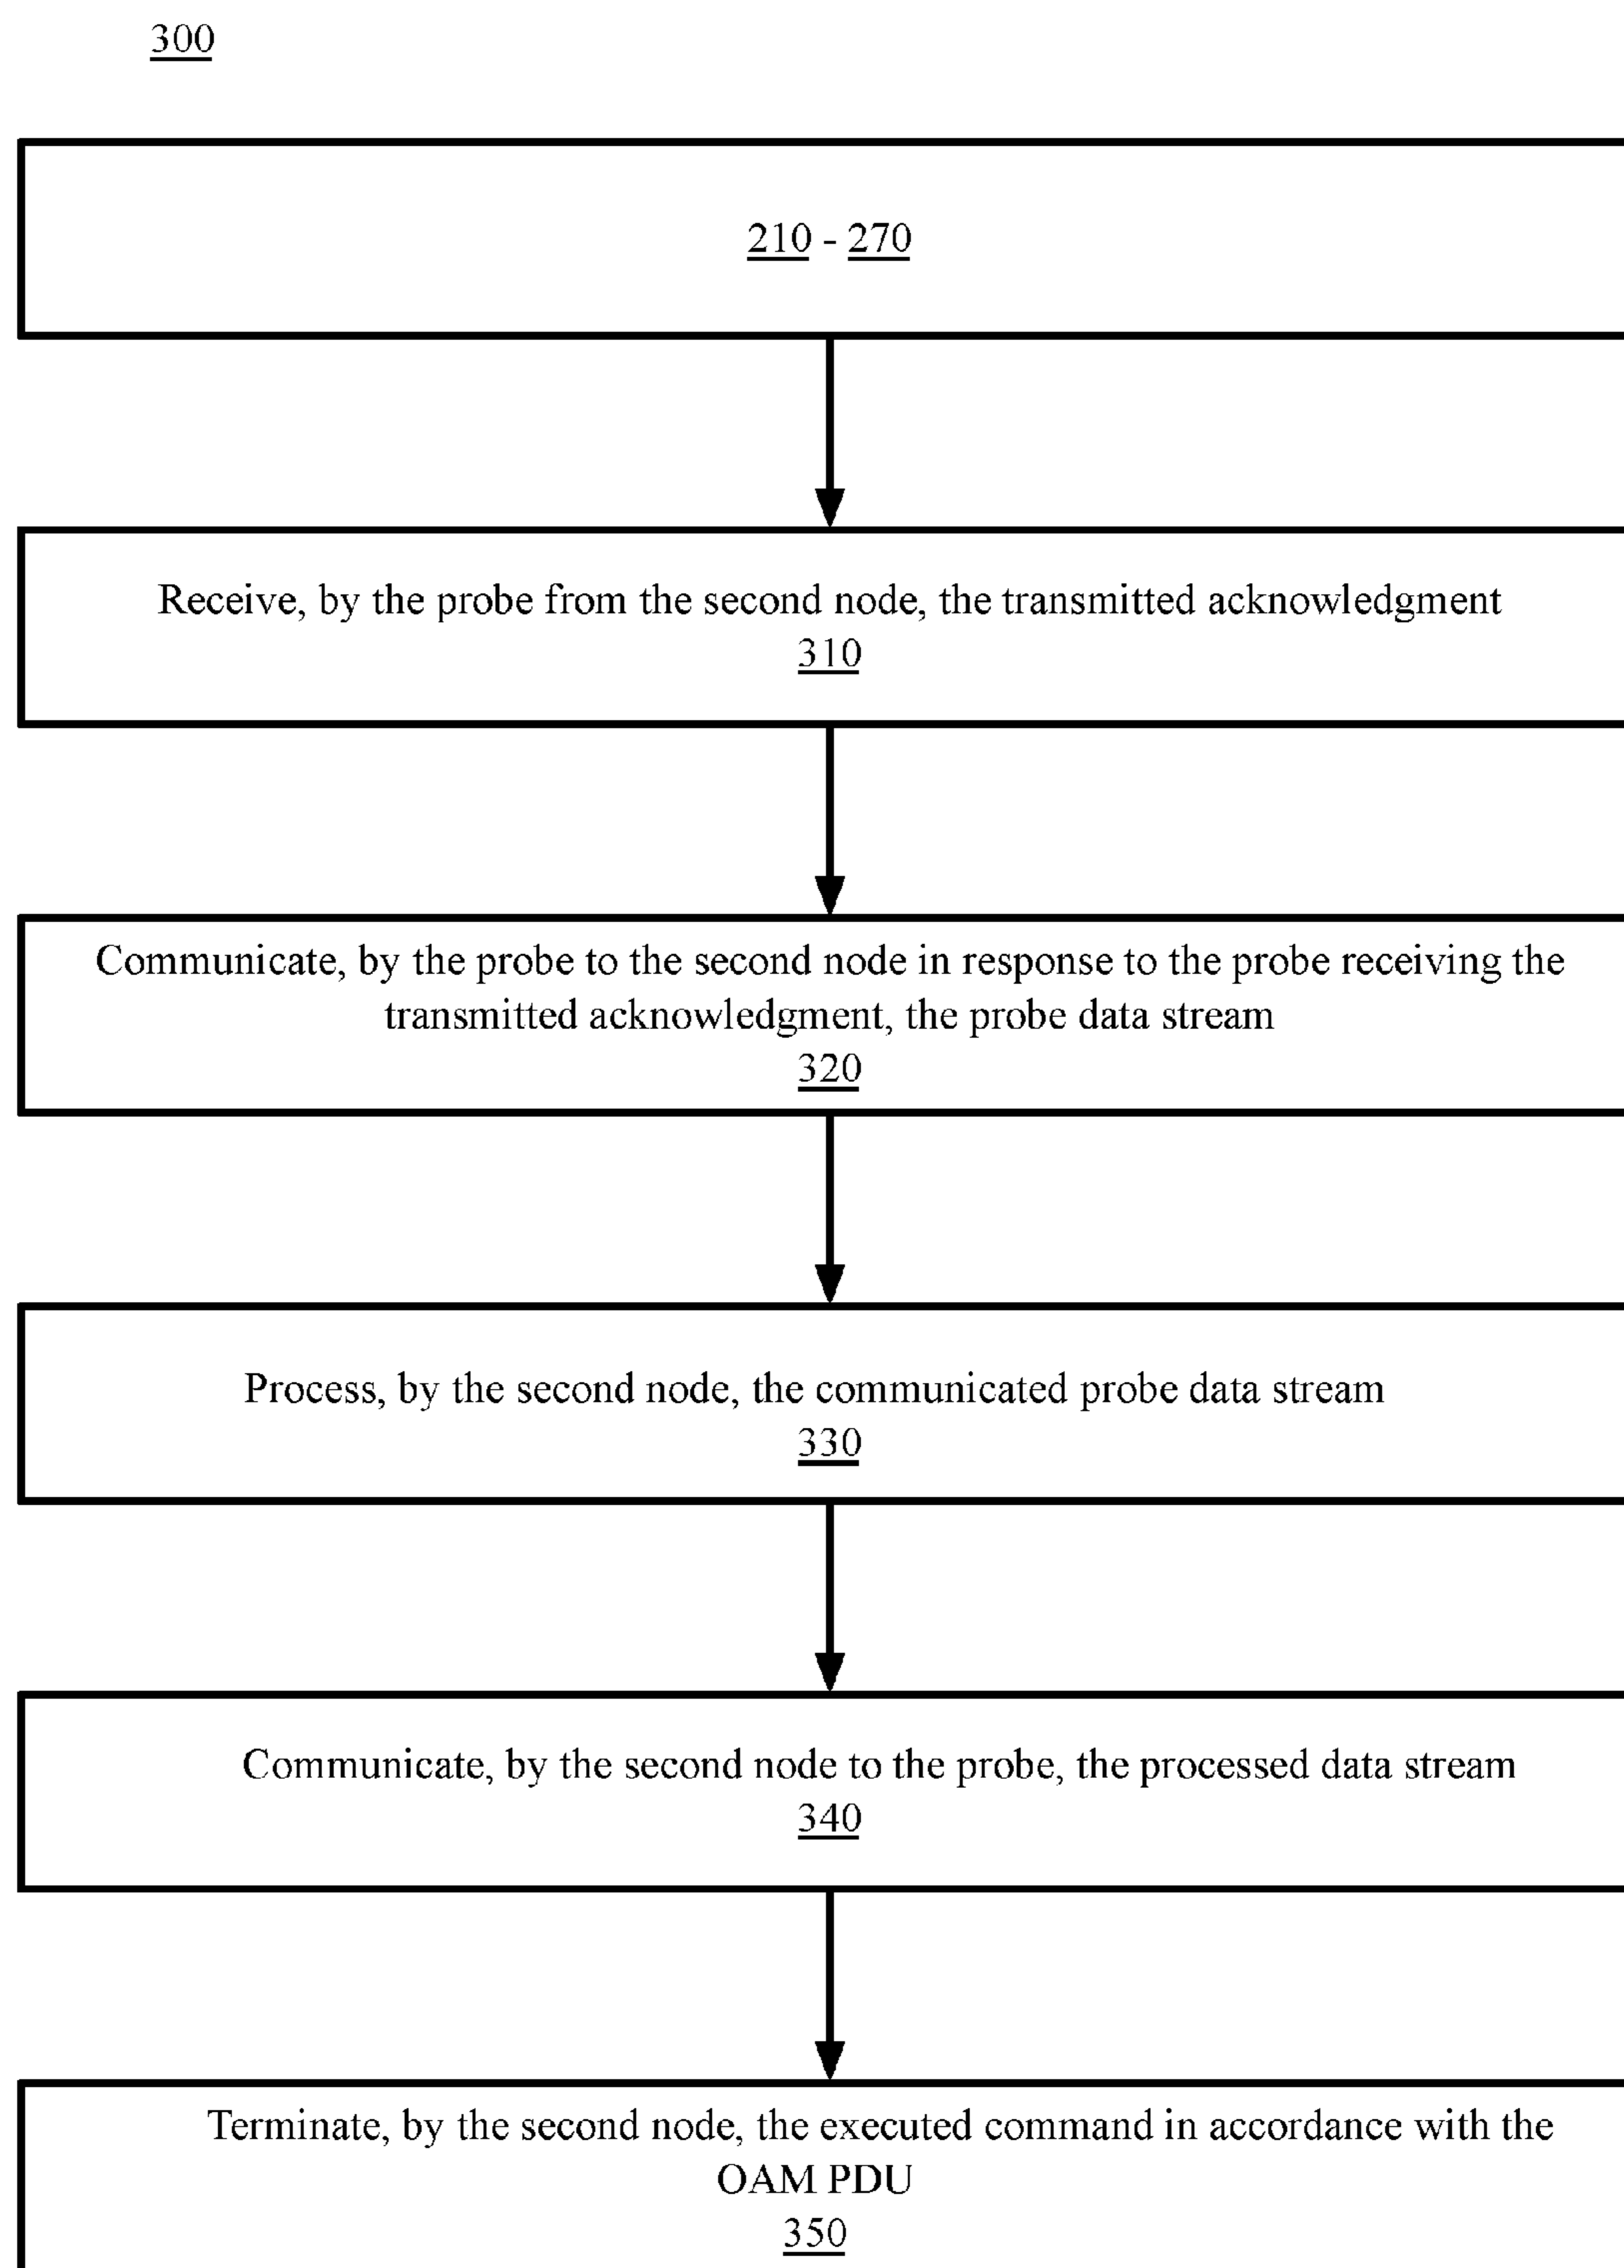 300
210 - 270
Receive, by the probe from the second node, the transmitted acknowledgment
310
Communicate, by the probe to the second node in response to the probe receiving the
transmitted acknowledgment, the probe data stream
320
Process, by the second node, the communicated probe data stream
330
Communicate, by the second node to the probe, the processed data stream
340
Terminate, by the second node, the executed command in accordance with the
OAM PDU
350